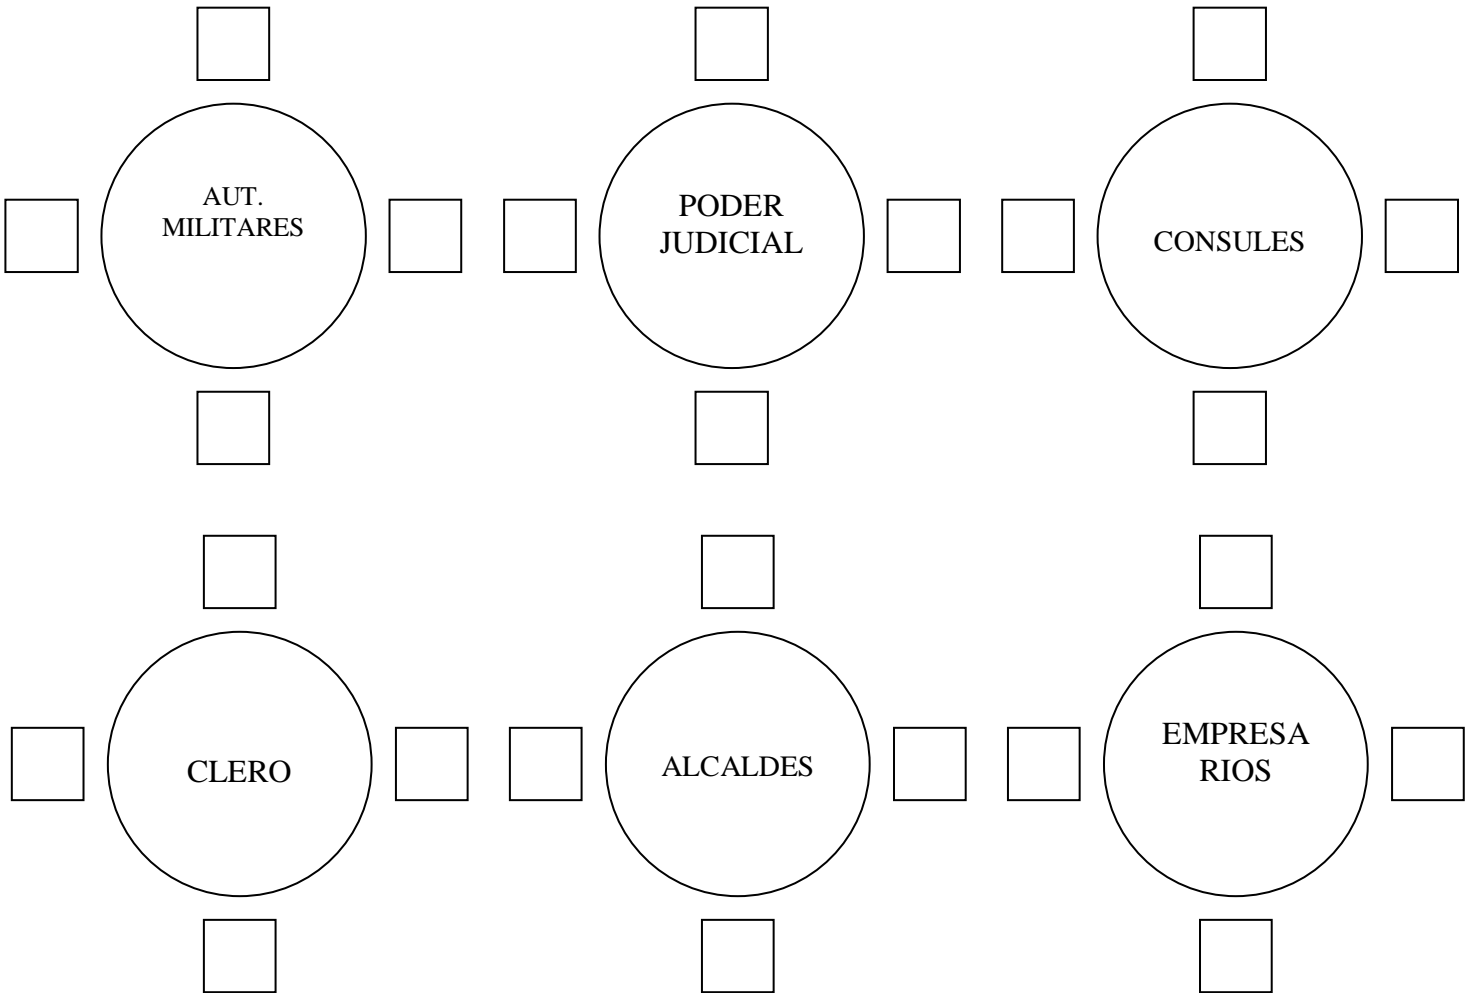 AUT.
MILITARES
PODER
JUDICIAL
CONSULES
CLERO
ALCALDES
EMPRESA
RIOS